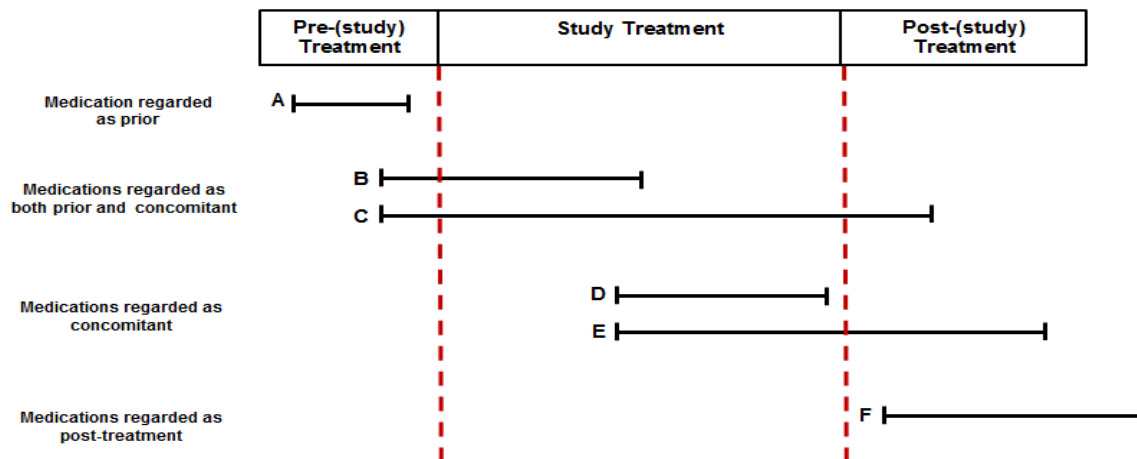 Pre-(study)
Treatment
Study Treatment
Post-(study)
Treatment
Medication regarded
as prior
A
Medications regarded as
both prior and concomitant
B
C
Medications regarded as
concomitant
D
E
Medications regarded as
post-treatment
F